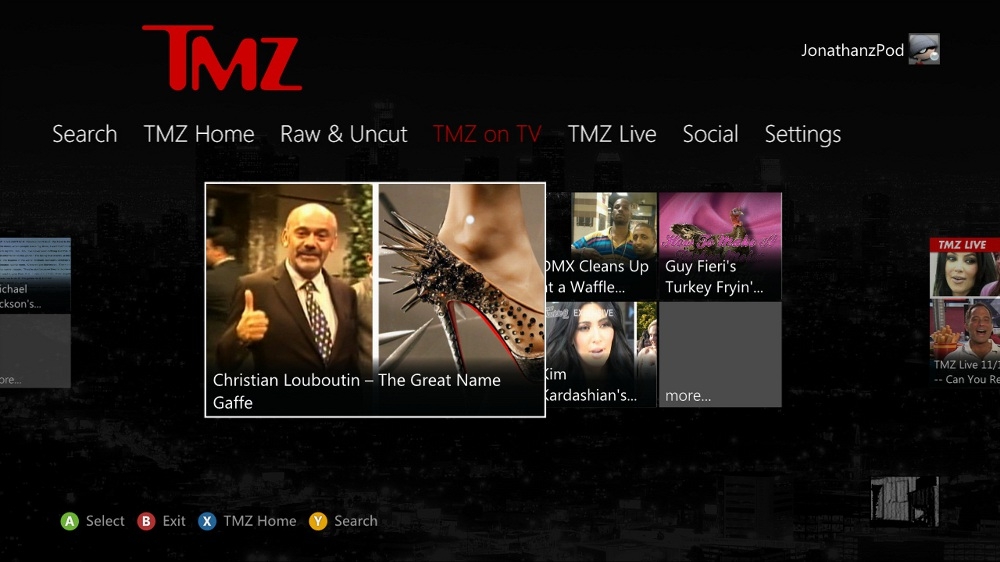 TMZ
JonathanzPod
Search TMZ Home Raw & Uncut TMZ on TV TMZ Live Social Settings
ichael
ckson's...
ore...
Christian Louboutin – The Great Name
Gaffe
DMX Cleans Up
at a Waffle...
Guy Fieri's
Turkey Fryin'...
EXCLUSIVE
Kim
Kardashian's...
more...
TMZ LIVE
TMZ Live 11/1
-- Can You Re
A Select B Exit X TMZ Home Y Search